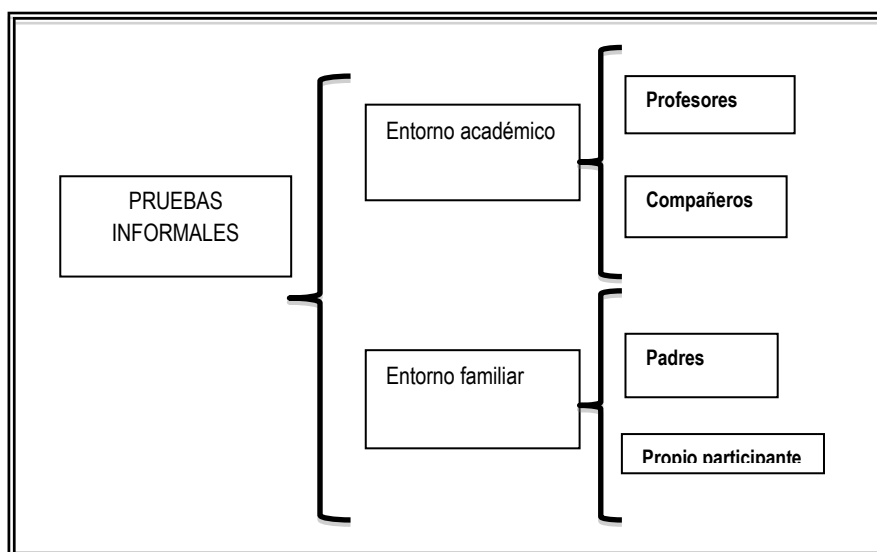 PRUEBAS
INFORMALES
Entorno académico
Profesores
Compañeros
Entorno familiar
Padres
Propio participante